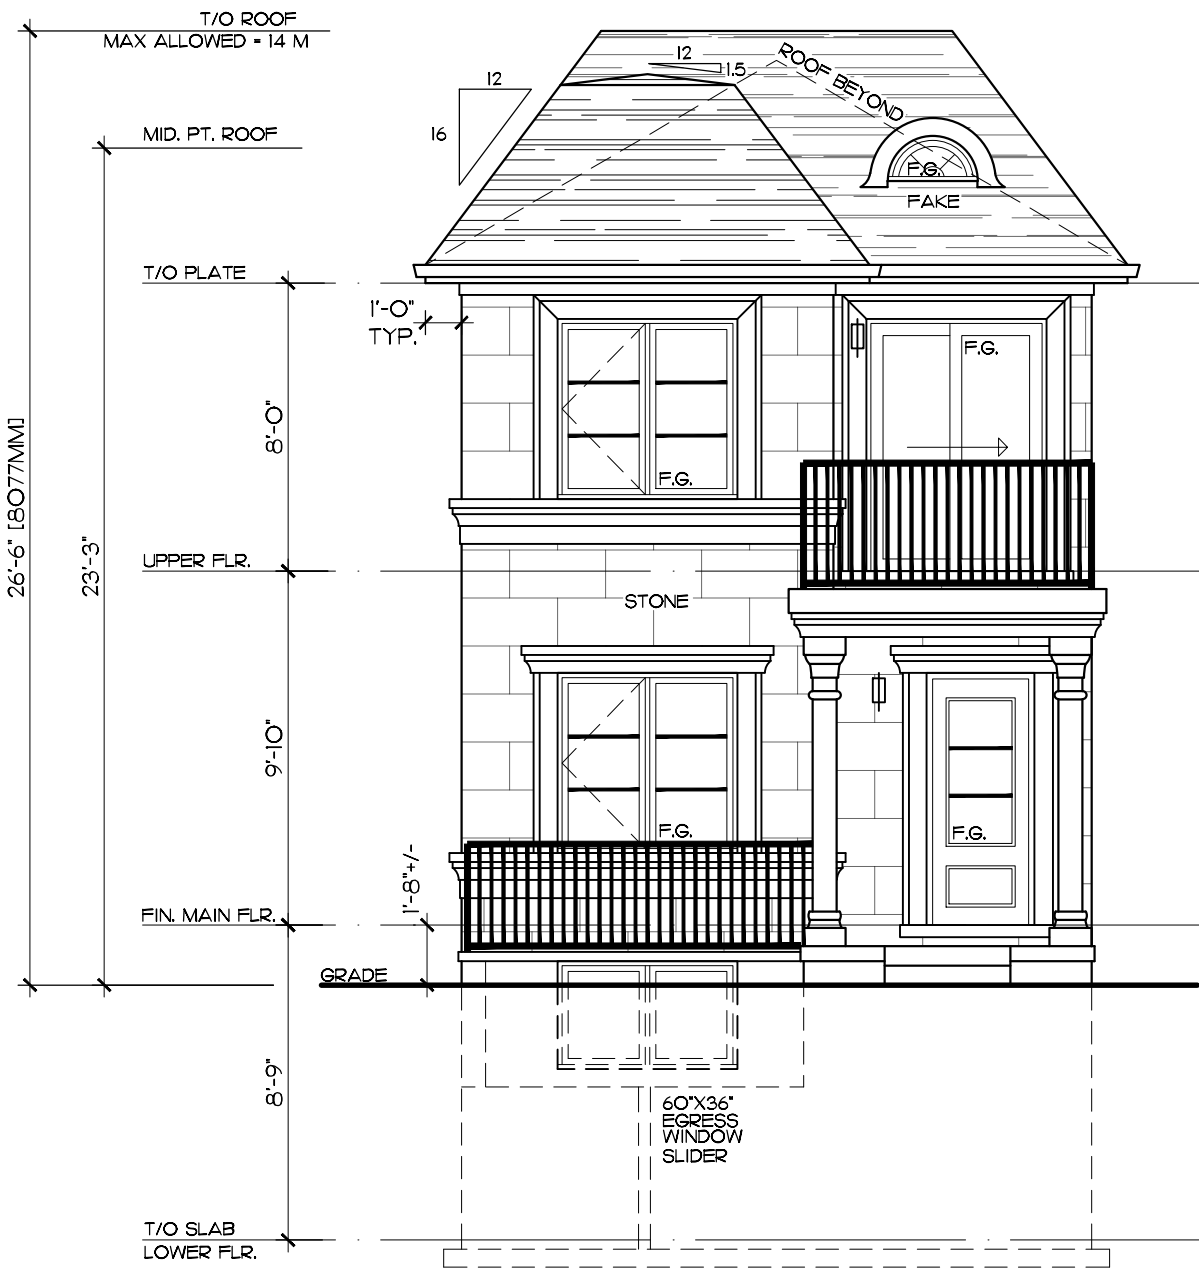 T/O ROOF
MAX ALLOWED = 14 M
12
1.5
ROOF BEYOND
12
16
MID. PT. ROOF
F.G.
FAKE
T/O PLATE
1'-0"
TYP.
F.G.
8'-0"
26'-6" [8077MM]
F.G.
23'-3"
UPPER FLR.
STONE
9'-10"
F.G.
F.G.
1'-8"+/-
FIN. MAIN FLR.
GRADE
8'-9"
60"X36"
EGRESS
WINDOW
SLIDER
T/O SLAB
LOWER FLR.